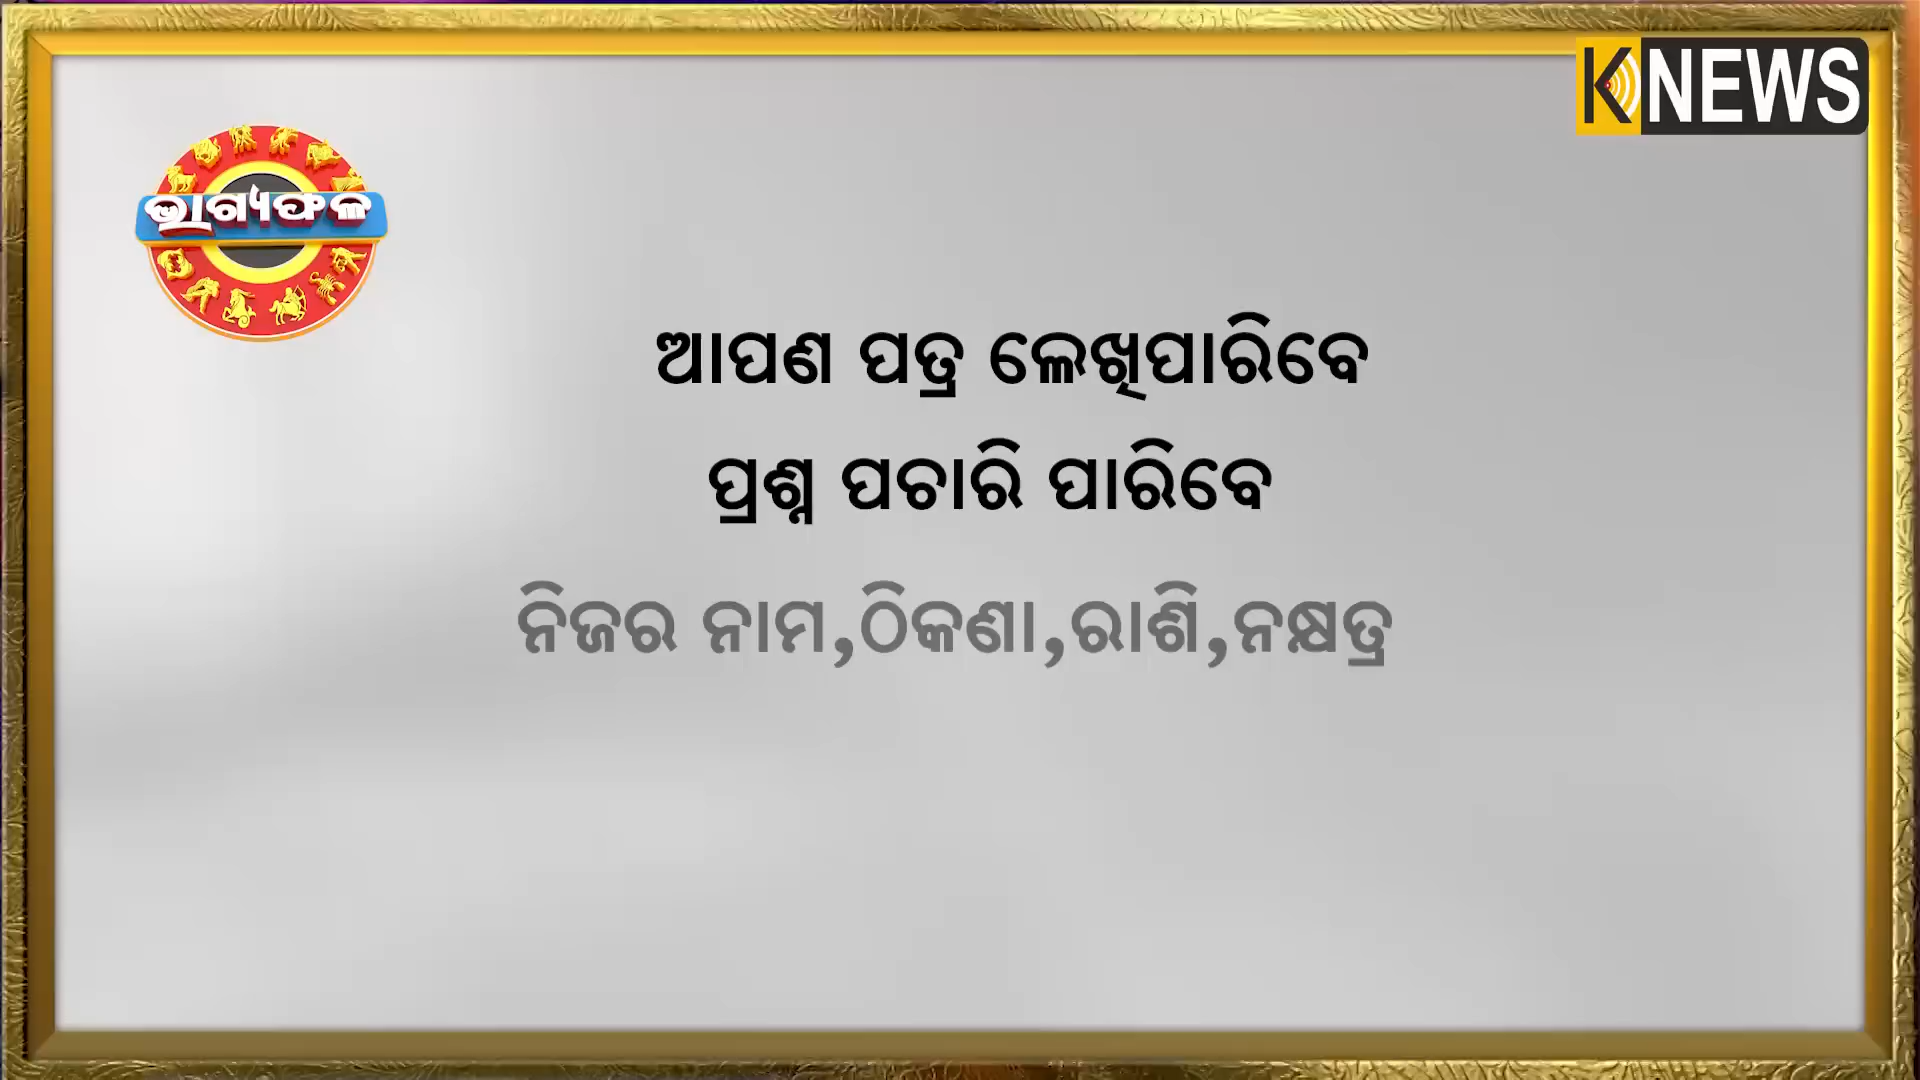 KNEWS
ଭାଗ୍ୟଫଳ
ଆପଣ ପତ୍ର ଲେଖିପାରିବେ
ପ୍ରଶ୍ନ ପଚାରି ପାରିବେ
ନିଜର ନାମ,ଠିକଣା,ରାଶି,ନକ୍ଷତ୍ର